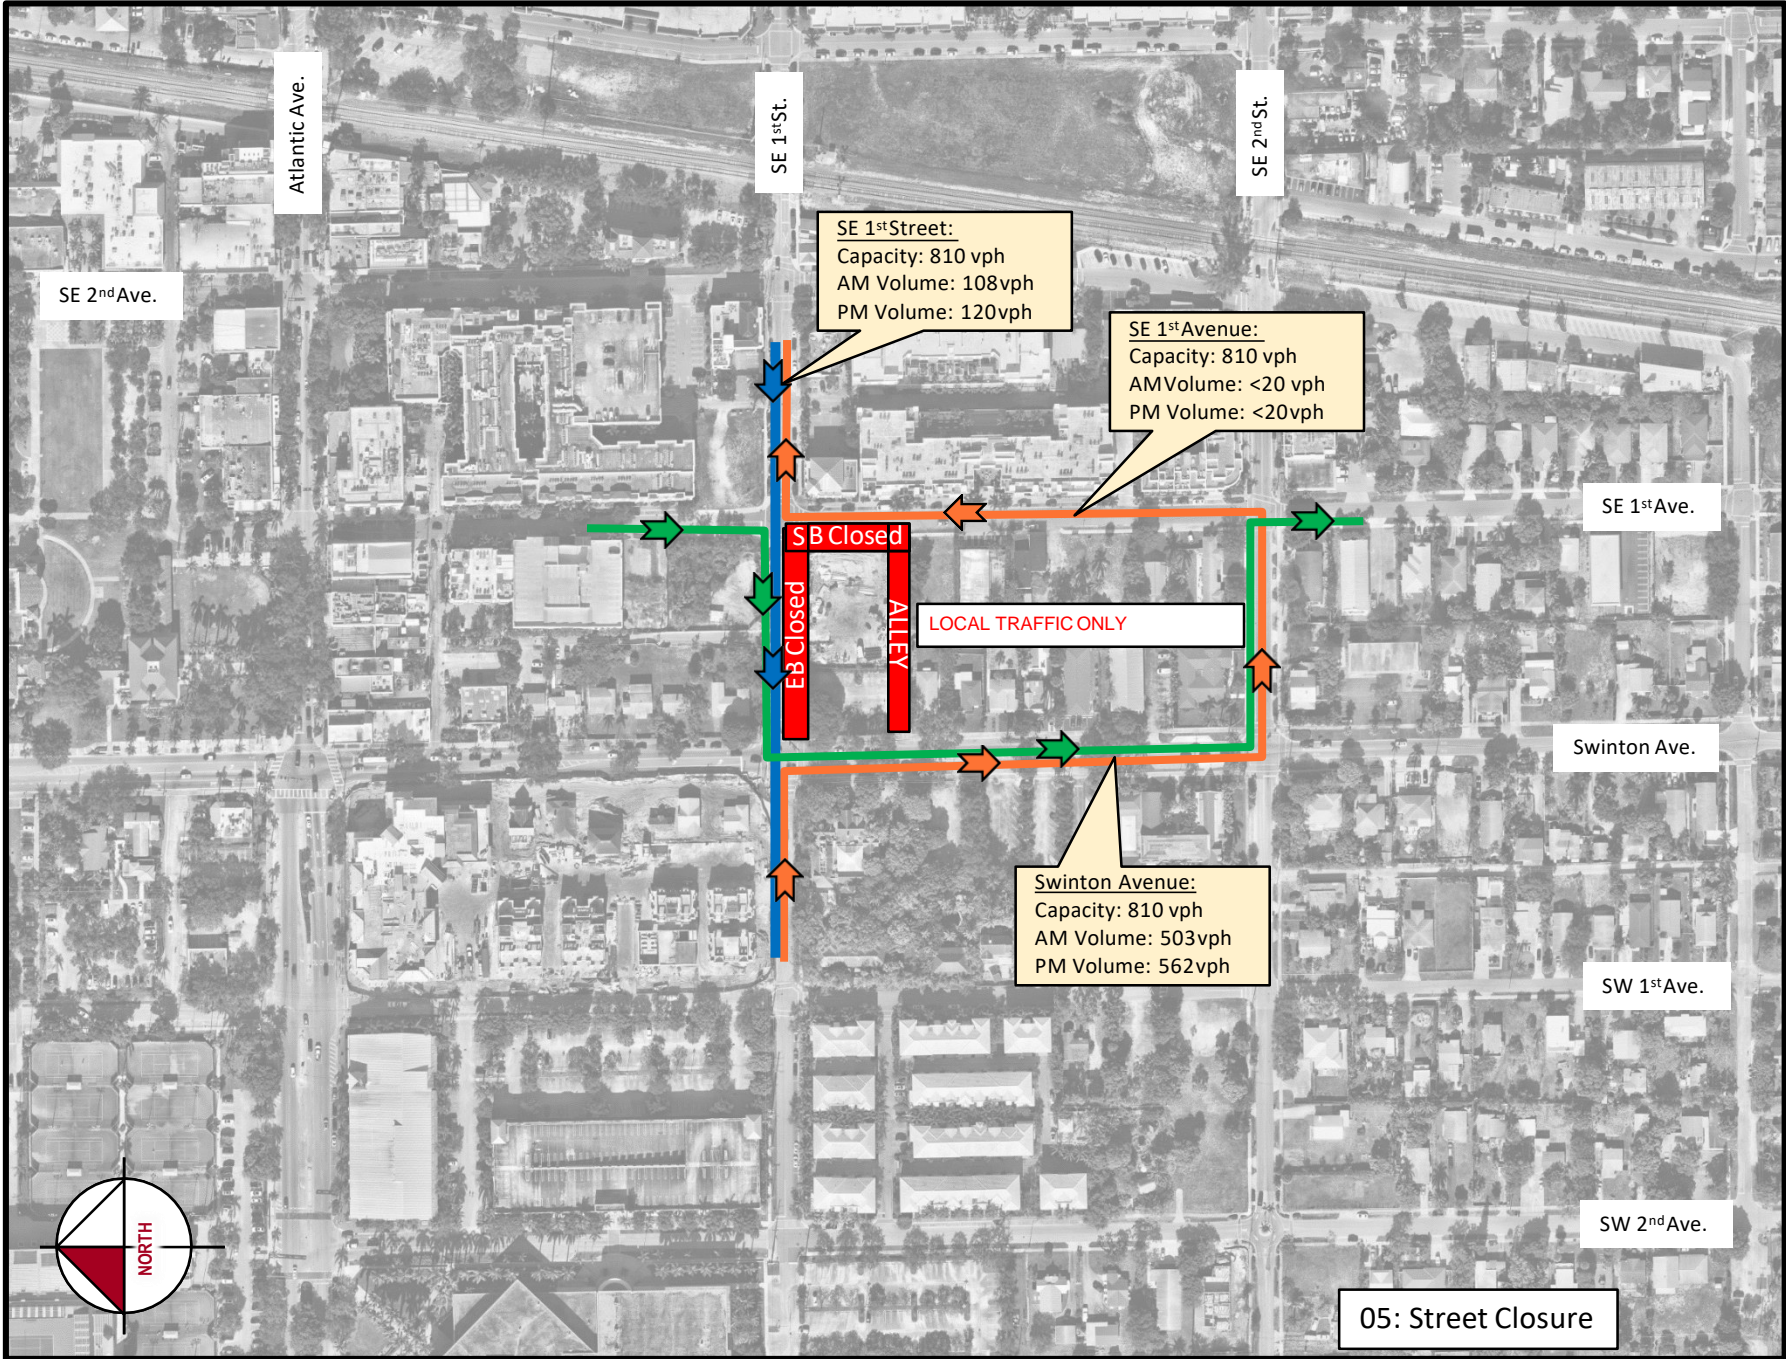 Atlantic Ave.
SE 1st St.
SE 2nd St.
SE 2nd Ave.
SE 1st Street:
Capacity: 810 vph
AM Volume: 108vph
PM Volume: 120vph
SE 1st Avenue:
Capacity: 810 vph
AMVolume: <20 vph
PM Volume: <20vph
SE 1st Ave.
SB Closed
EB Closed
ALLEY
LOCAL TRAFFIC ONLY
Swinton Ave.
Swinton Avenue:
Capacity: 810 vph
AM Volume: 503vph
PM Volume: 562vph
SW 1st Ave.
SW 2nd Ave.
NORTH
05: Street Closure